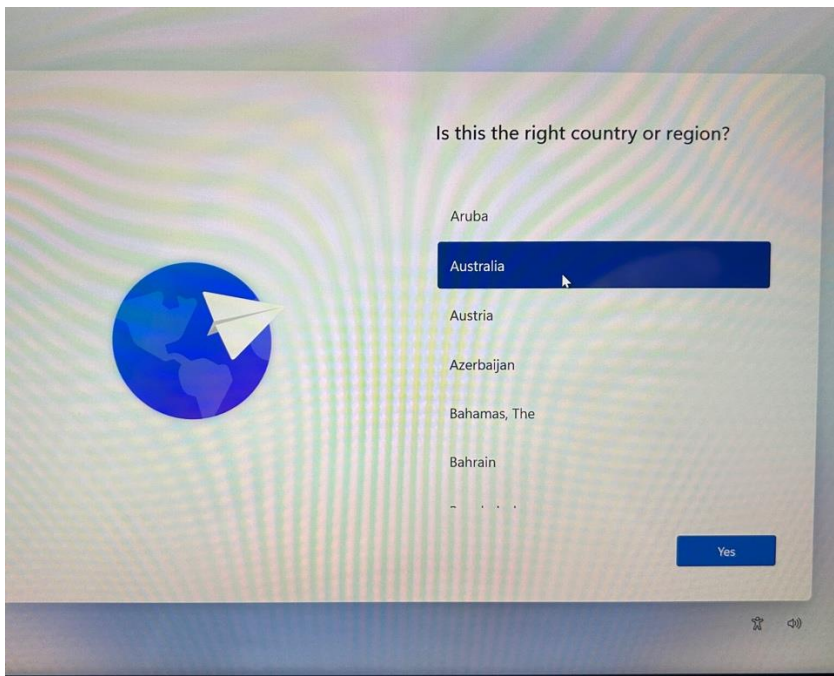 Is this the right country or region?
Aruba
Australia
Austria
Azerbaijan
Bahamas, The
Bahrain
Yes